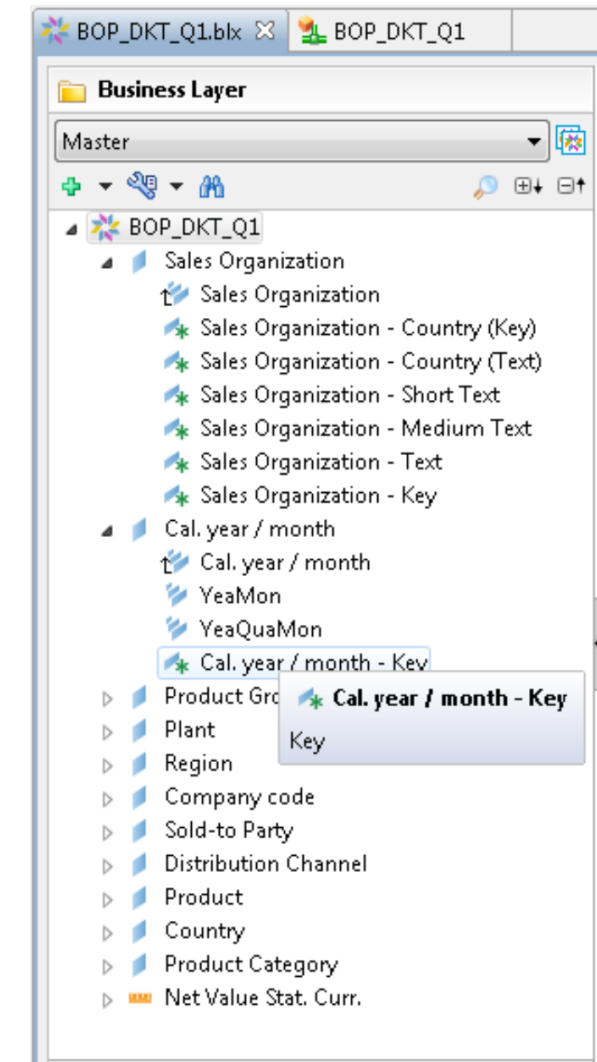 BOP_DKT_Q1.blx BOP_DKT_Q1
Business Layer
Master
BOP_DKT_Q1
Sales Organization
Sales Organization
Sales Organization - Country (Key)
Sales Organization - Country (Text)
Sales Organization - Short Text
Sales Organization - Medium Text
Sales Organization - Text
Sales Organization - Key
Cal. year / month
Cal. year / month
YeaMon
YeaQuaMon
Cal. year / month - Key
Product Gro
Cal. year / month - Key
Plant
Key
Region
Company code
Sold-to Party
Distribution Channel
Product
Country
Product Category
Net Value Stat. Curr.